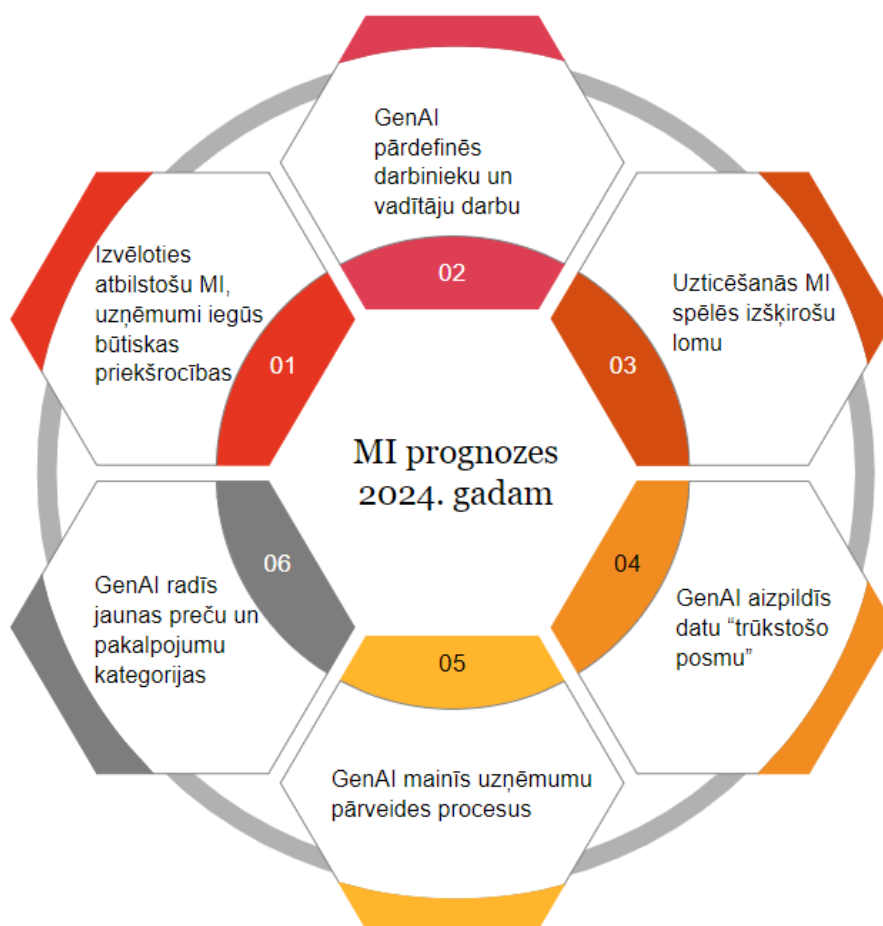 MI prognozes
2024. gadam
01
Izvēloties
atbilstošu MI,
uzņēmumi iegūs
būtiskas
priekšrocības
02
GenAI
pārdefinēs
darbinieku un
vadītāju darbu
03
Uzticēšanās MI
spēlēs izšķirošu
lomu
04
GenAI aizpildīs
datu “trūkstošo
posmu”
05
GenAI mainīs uzņēmumu
pārveides procesus
06
GenAI radīs
jaunas preču un
pakalpojumu
kategorijas